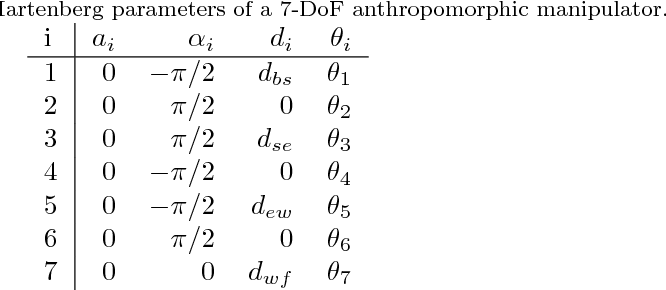 Hartenberg parameters of a 7-DoF anthropomorphic manipulator.
i a_i α_i d_i θ_i
1 0 −π/2 d_bs θ_1
2 0 π/2 0 θ_2
3 0 π/2 d_se θ_3
4 0 −π/2 0 θ_4
5 0 −π/2 d_ew θ_5
6 0 π/2 0 θ_6
7 0 0 d_wf θ_7